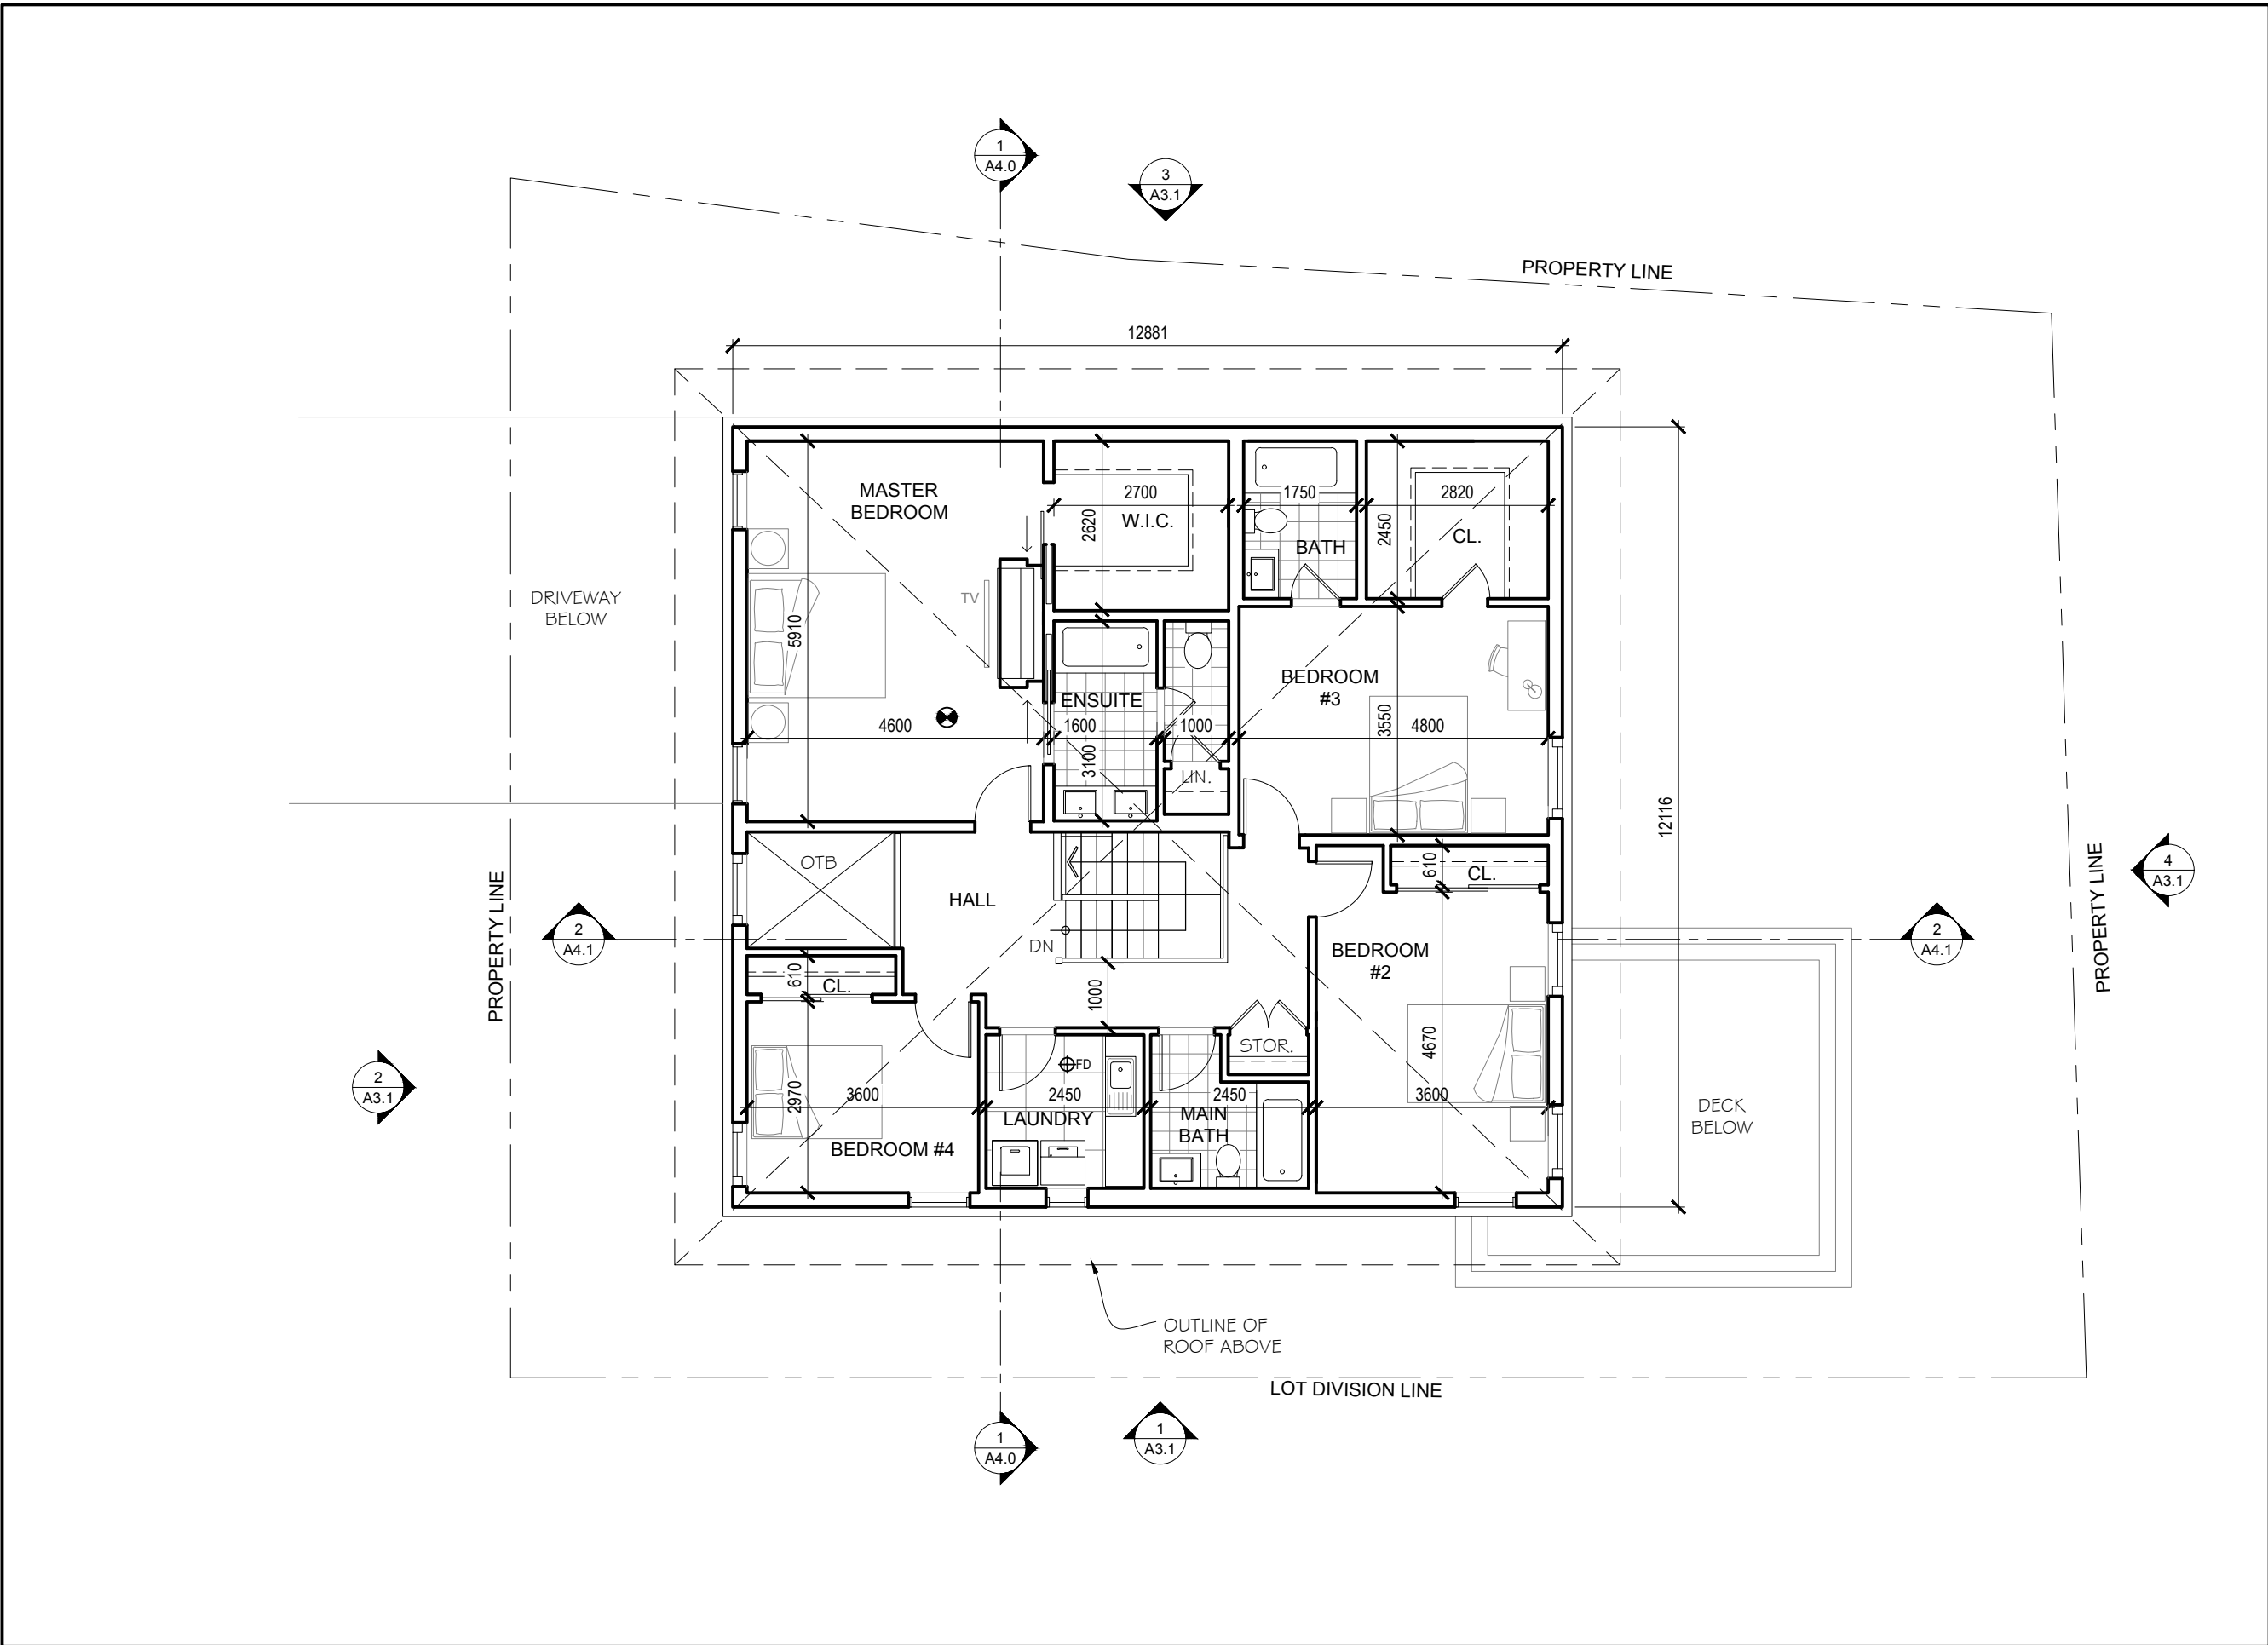 1
A4.0
3
A3.1
PROPERTY LINE
12881
MASTER
BEDROOM
2700
W.I.C.
2620
1750
BATH
2450
2820
CL.
DRIVEWAY
BELOW
TV
5910
ENSUITE
BEDROOM
#3
4600
1600
1000
3550
4800
3100
LIN.
12116
OTB
HALL
610
CL.
PROPERTY LINE
4
A3.1
PROPERTY LINE
2
A4.1
DN
BEDROOM
#2
2
A4.1
610
CL.
1000
STOR.
FD
4670
2
A3.1
2970
3600
2450
LAUNDRY
2450
MAIN
BATH
3600
BEDROOM #4
DECK
BELOW
OUTLINE OF
ROOF ABOVE
LOT DIVISION LINE
1
A4.0
1
A3.1